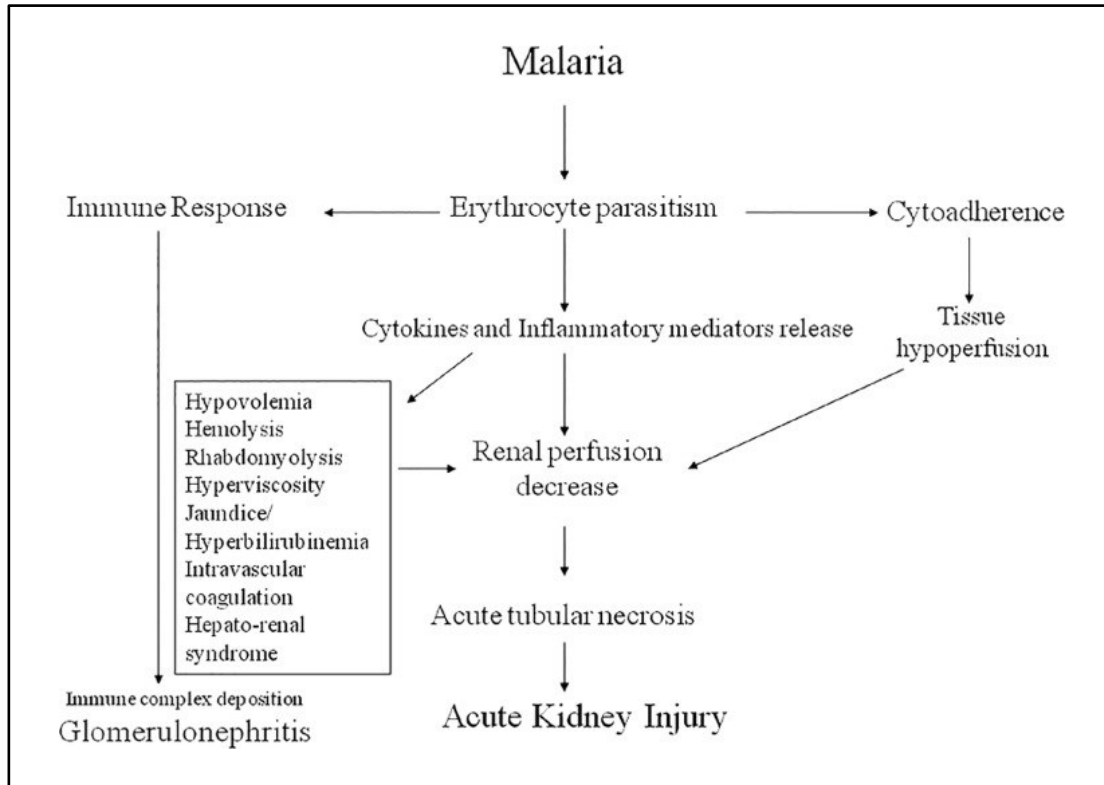 Malaria
Immune Response
Erythrocyte parasitism
Cytoadherence
Cytokines and Inflammatory mediators release
Tissue
hypoperfusion
Hypovolemia
Hemolysis
Rhabdomyolysis
Hyperviscosity
Jaundice/
Hyperbilirubinemia
Intravascular
coagulation
Hepato-renal
syndrome
Renal perfusion
decrease
Acute tubular necrosis
Immune complex deposition
Glomerulonephritis
Acute Kidney Injury